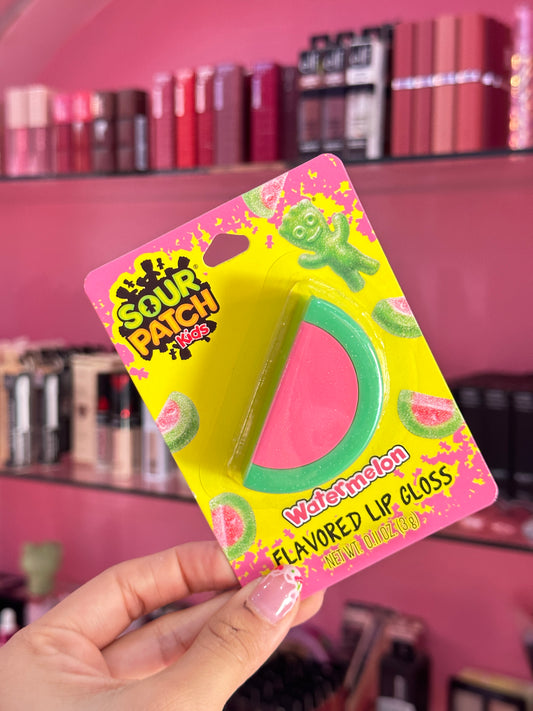 SOUR
PATCH
Kids
Watermelon
FLAVORED LIP GLOSS
NET WT. 0.11 OZ (3 g)
e.l.f.
e.l.f.
e.l.f.